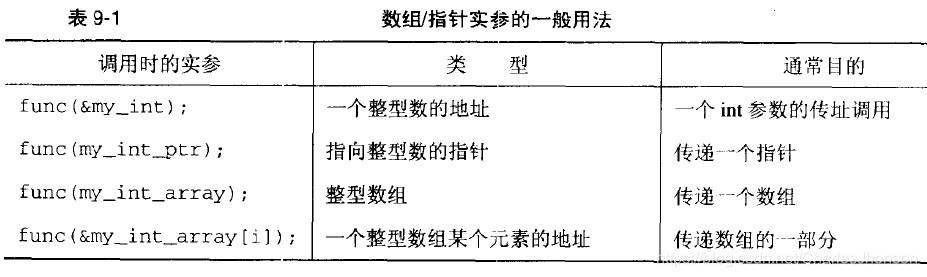 表 9-1 数组/指针实参的一般用法
调用时的实参 类 型 通常目的
func(&my_int); 一个整型数的地址 一个 int 参数的传址调用
func(my_int_ptr); 指向整型数的指针 传递一个指针
func(my_int_array); 整型数组 传递一个数组
func(&my_int_array[i]); 一个整型数组某个元素的地址 传递数组的一部分